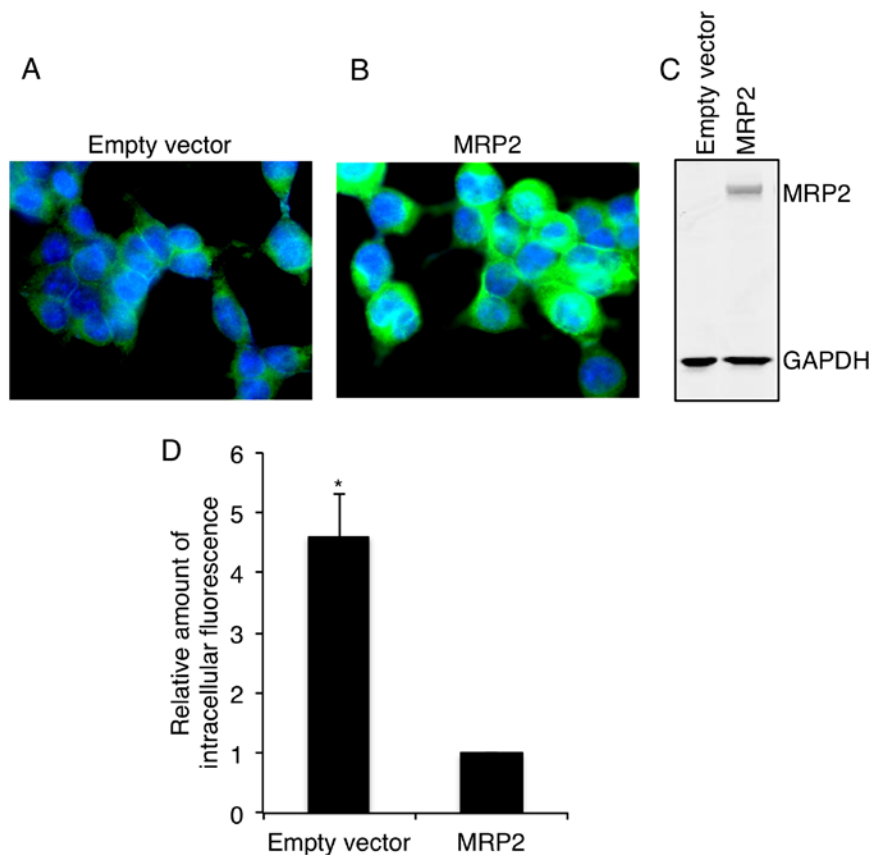 A
Empty vector
B
MRP2
C
Empty vector
MRP2
MRP2
GAPDH
D
Relative amount of
intracellular fluorescence
6
5
4
3
2
1
0
*
Empty vector
MRP2